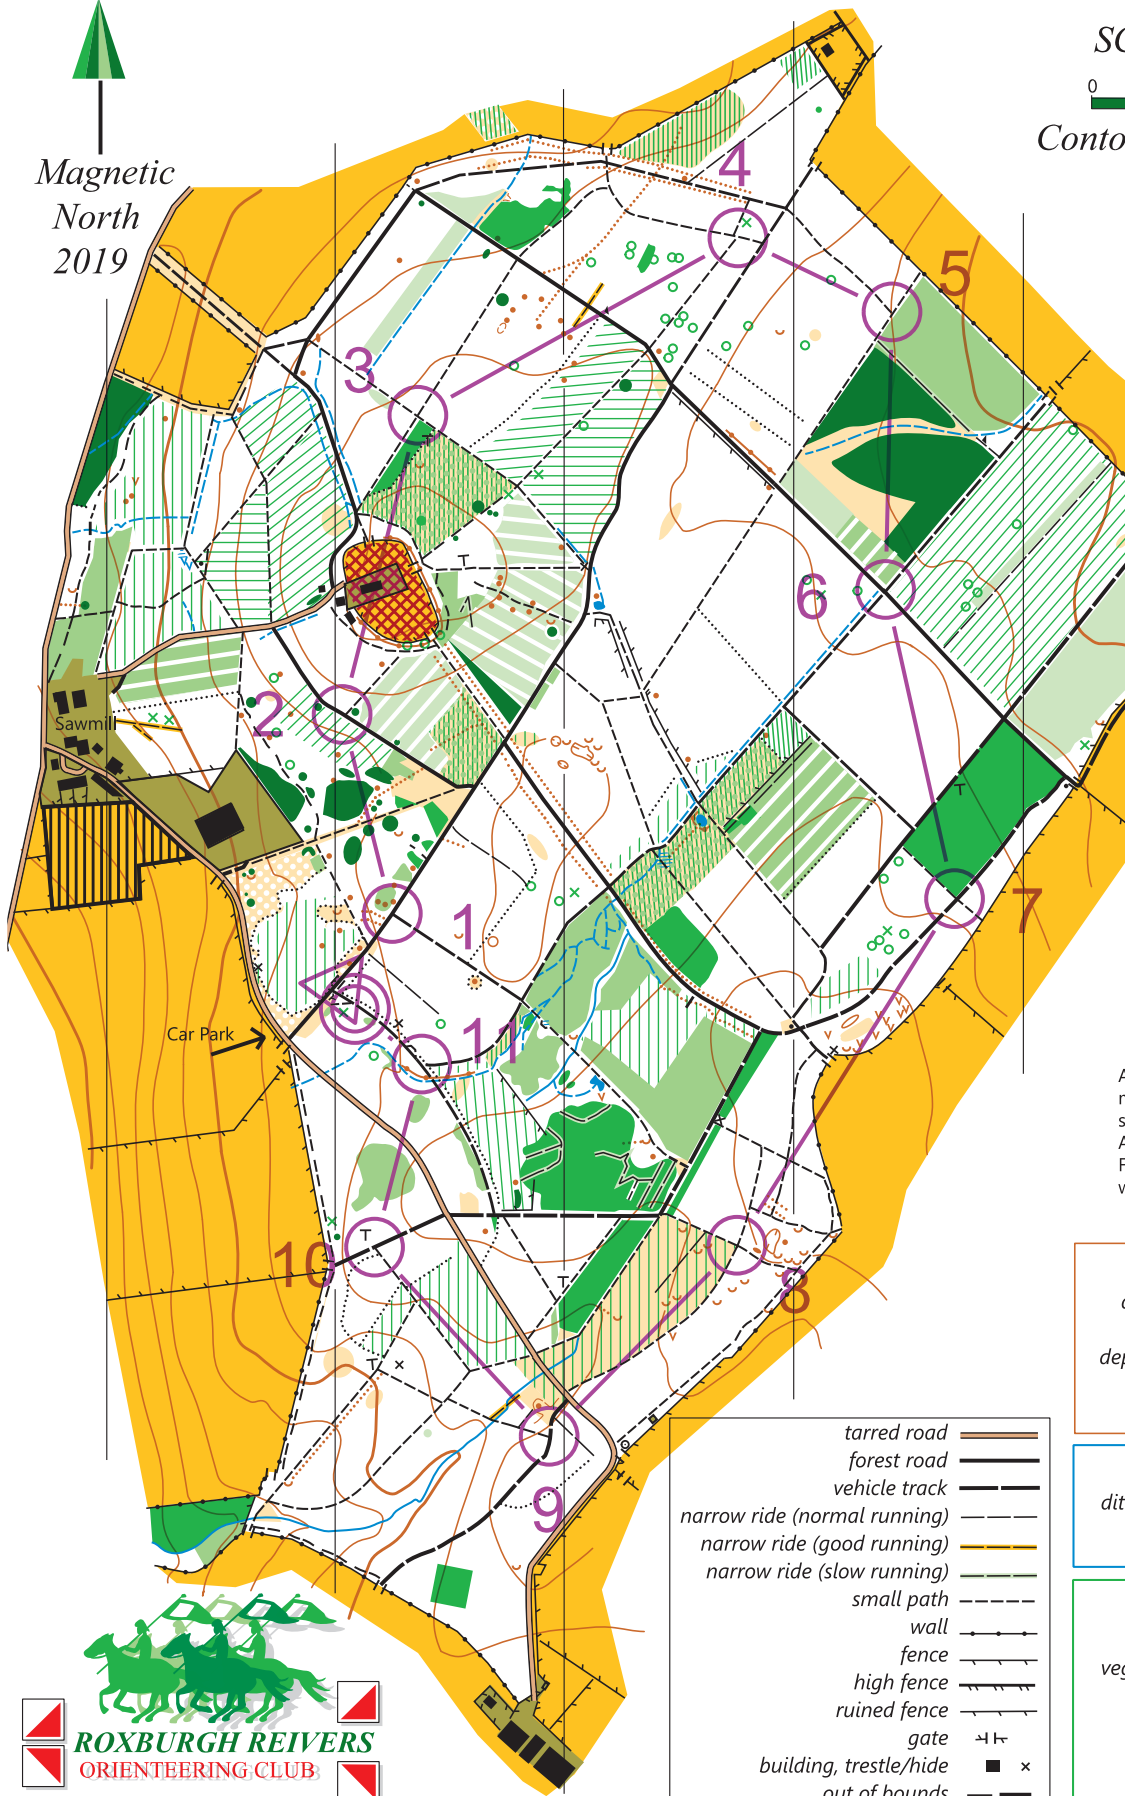 Magnetic
North
2019
SC
0
Conto
4
5
3
6
2
Sawmill
7
1
11
Car Park
10
8
9
A
n
s
A
F
w
d
dep
dit
veg
tarred road
forest road
vehicle track
narrow ride (normal running)
narrow ride (good running)
narrow ride (slow running)
small path
wall
fence
high fence
ruined fence
gate
building, trestle/hide
out of bounds
ROXBURGH REIVERS
ORIENTEERING CLUB